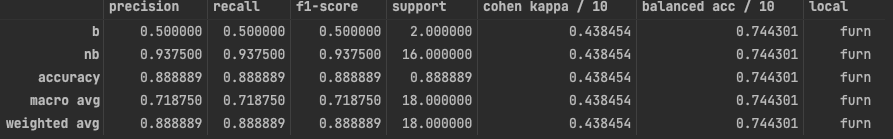 precision recall f1-score support cohen kappa / 10 balanced acc / 10 local
b 0.500000 0.500000 0.500000 2.000000 0.438454 0.744301 furn
nb 0.937500 0.937500 0.937500 16.000000 0.438454 0.744301 furn
accuracy 0.888889 0.888889 0.888889 0.888889 0.438454 0.744301 furn
macro avg 0.718750 0.718750 0.718750 18.000000 0.438454 0.744301 furn
weighted avg 0.888889 0.888889 0.888889 18.000000 0.438454 0.744301 furn